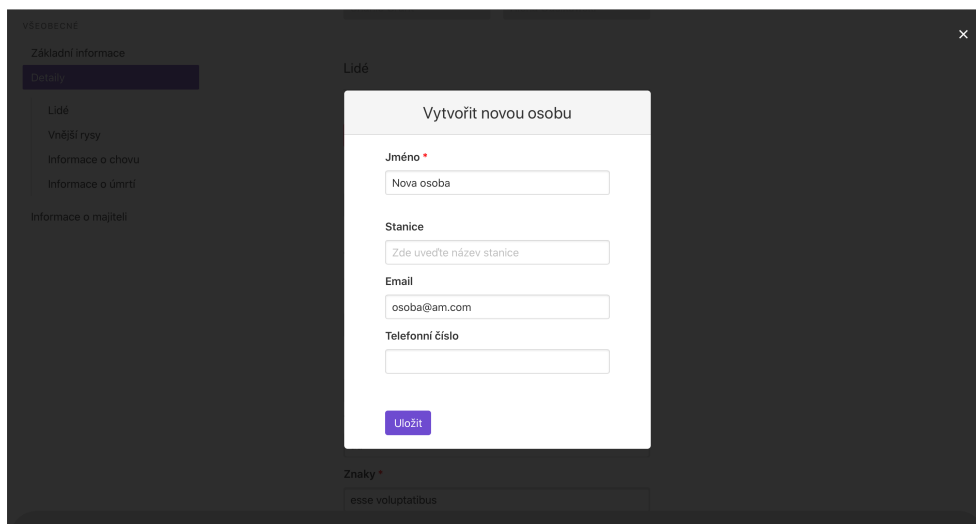 VŠEOBECNÉ
Základní informace
Detaily
Lidé
Vnější rysy
Informace o chovu
Informace o úmrtí
Informace o majiteli
Lidé
×
Vytvořit novou osobu
Jméno *
Nova osoba
Stanice
Zde uveďte název stanice
Email
osoba@am.com
Telefonní číslo
Uložit
Znaky *
esse voluptatibus